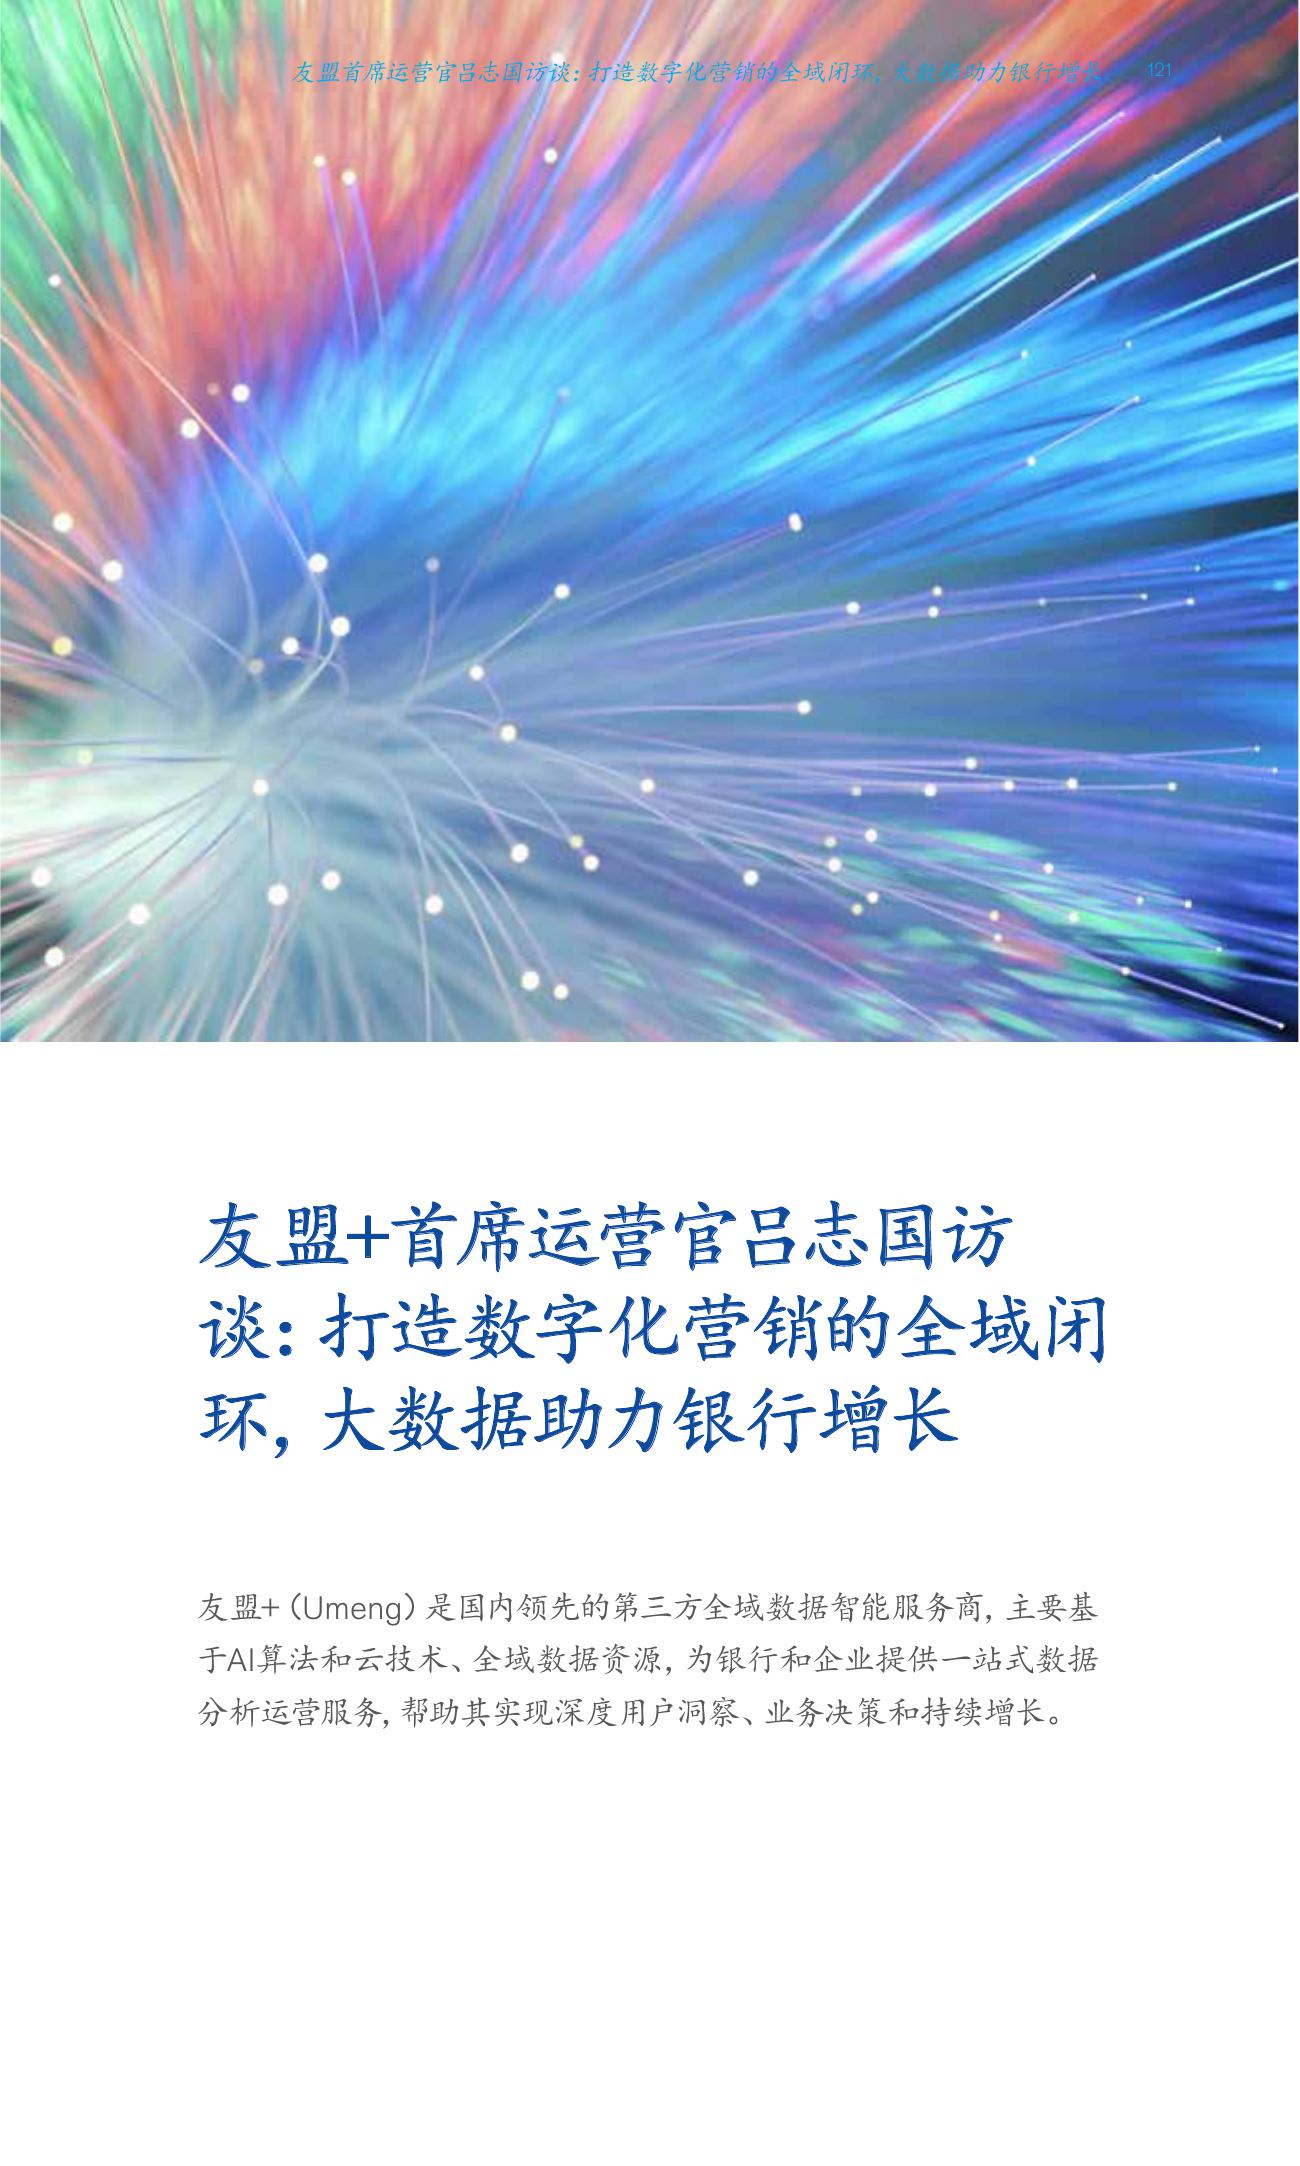 友盟首席运营官吕志国访谈：打造数字化营销的全域闭环，大数据助力银行增长 121
友盟+首席运营官吕志国访
谈：打造数字化营销的全域闭
环，大数据助力银行增长
友盟+（Umeng）是国内领先的第三方全域数据智能服务商，主要基
于AI算法和云技术、全域数据资源，为银行和企业提供一站式数据
分析运营服务，帮助其实现深度用户洞察、业务决策和持续增长。